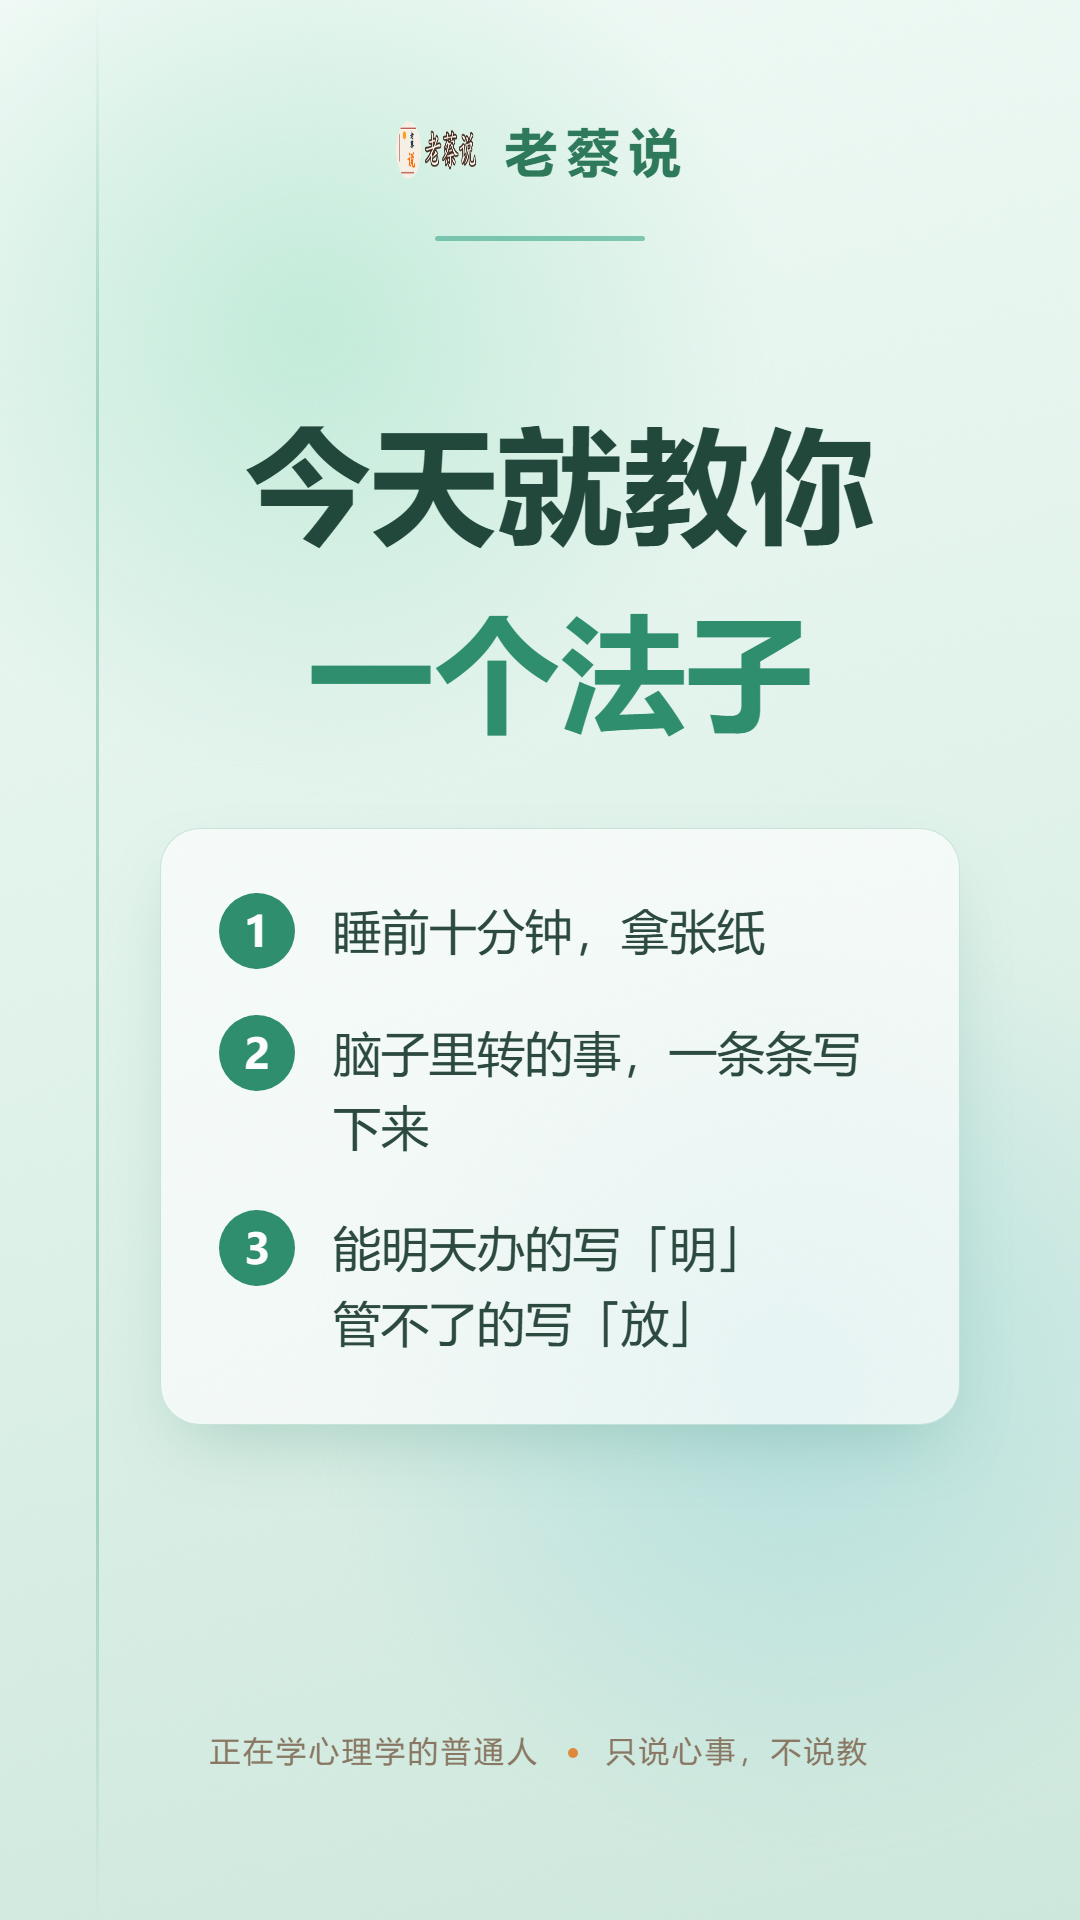 老蔡说
老蔡说
老蔡说
今天就教你
一个法子
1 睡前十分钟，拿张纸
2 脑子里转的事，一条条写
下来
3 能明天办的写「明」
管不了的写「放」
正在学心理学的普通人 • 只说心事，不说教